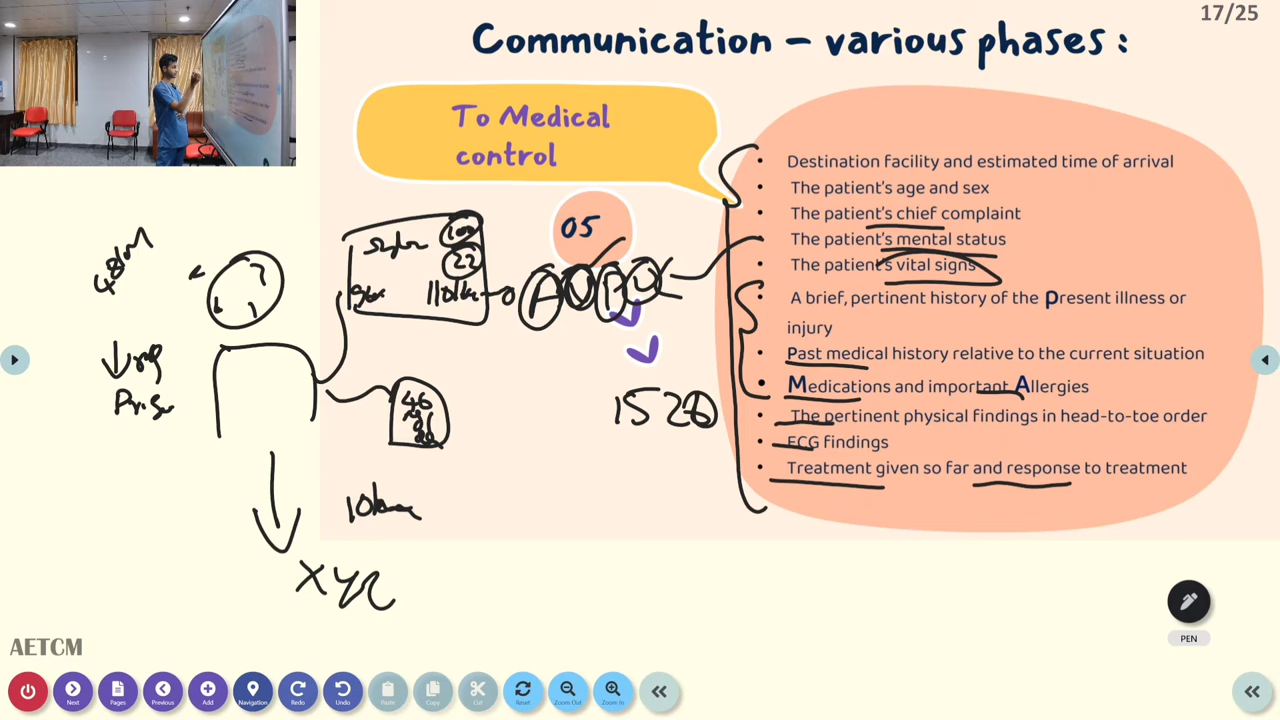 17/25
Communication – various phases :
To Medical
control
05
• Destination facility and estimated time of arrival
• The patient's age and sex
• The patient's chief complaint
• The patient's mental status
• The patient's vital signs
• A brief, pertinent history of the Present illness or
injury
• Past medical history relative to the current situation
• Medications and important Allergies
• The pertinent physical findings in head-to-toe order
• ECG findings
• Treatment given so far and response to treatment
22
A V P U
XYZ
PEN
AETCM
Next
Pages
Previous
Add
Navigation
Redo
Undo
Paste
Copy
Cut
Reset
Zoom Out
Zoom In